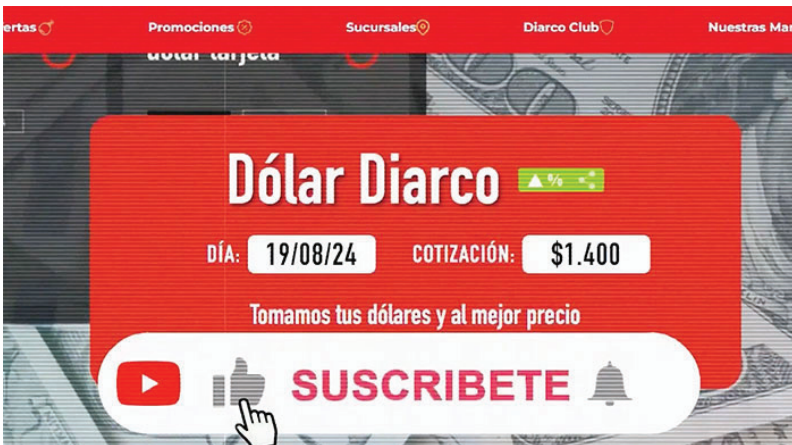 ertas Promociones Sucursales Diarco Club Nuestras Mar
dólar tarjeta
Dólar Diarco %
DÍA: 19/08/24 COTIZACIÓN: $1.400
Tomamos tus dólares y al mejor precio
SUSCRIBETE